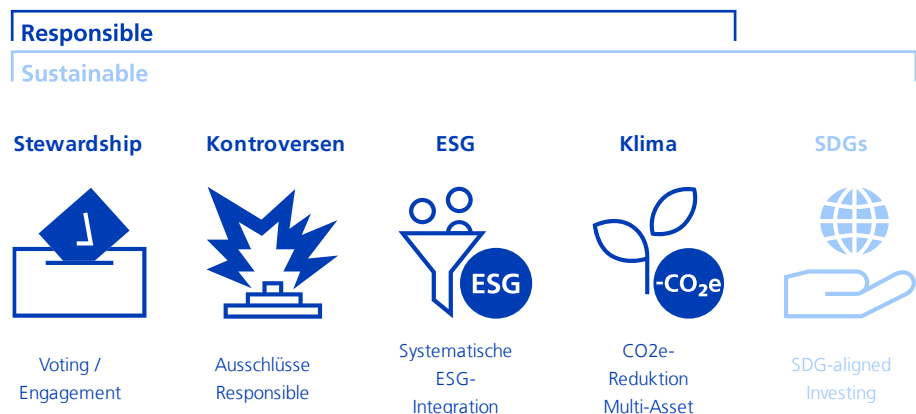 Responsible
Sustainable
Stewardship
Kontroversen
ESG
Klima
SDGs
ESG
-CO₂e
Voting /
Engagement
Ausschlüsse
Responsible
Systematische
ESG-
Integration
CO2e-
Reduktion
Multi-Asset
SDG-aligned
Investing